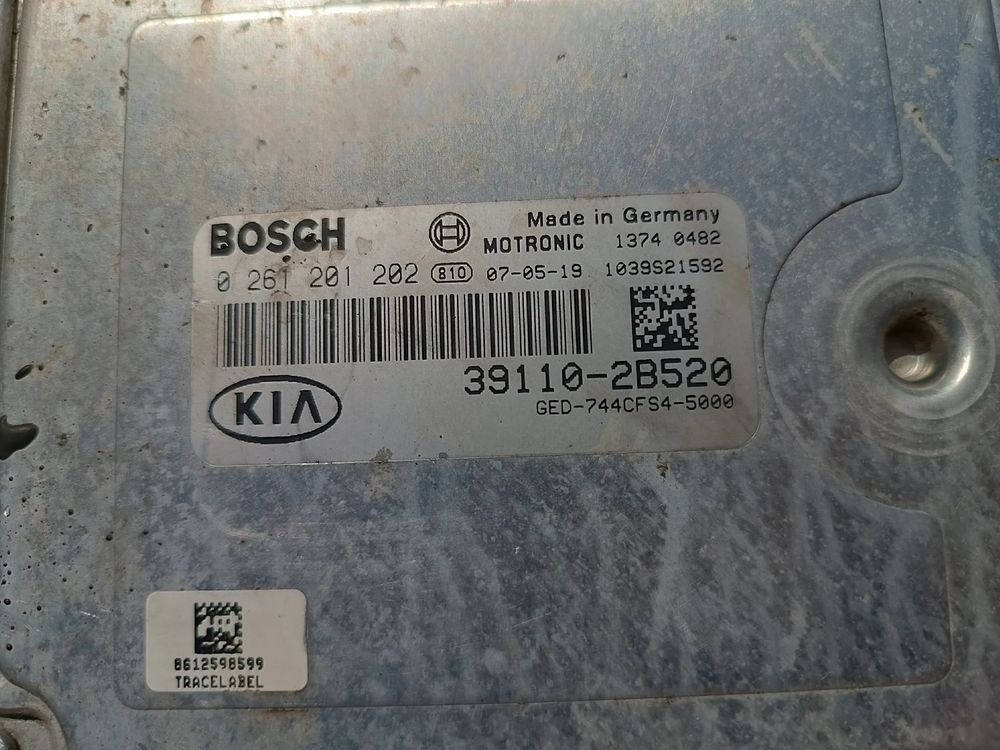 BOSCH
Made in Germany
MOTRONIC 1374 0482
0 261 201 202 810 07-05-19 1039S21592
39110-2B520
KIA
GED-744CFS4-5000
8612598599
TRACELABEL